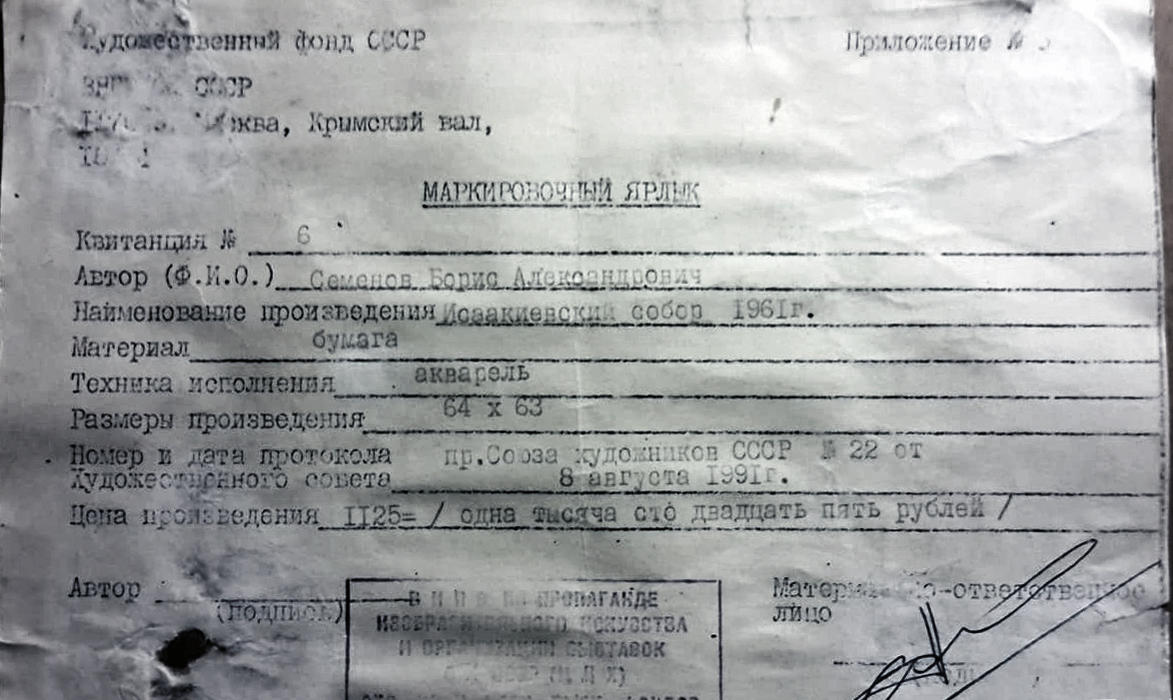 Художественный фонд СССР
Приложение №
СССР
Крымский вал,
МАРКИРОВОЧНЫЙ ЯРЛЫК
Квитанция № 6
Автор (Ф.И.О.) Семенов Борис Александрович
Наименование произведения Исаакиевский собор 1961г.
Материал бумага
Техника исполнения акварель
Размеры произведения 64 x 63
Номер и дата протокола пр.Союза художников СССР № 22 от
Художественного совета 8 августа 1991г.
Цена произведения II25= / одна тысяча сто двадцать пять рублей /
Автор
(подпись)
Материально-ответственное
лицо
ПРОПАГАНДЕ
ИЗОБРАЗИТЕЛЬНОГО ИСКУССТВА
И ОРГАНИЗАЦИИ ВЫСТАВОК